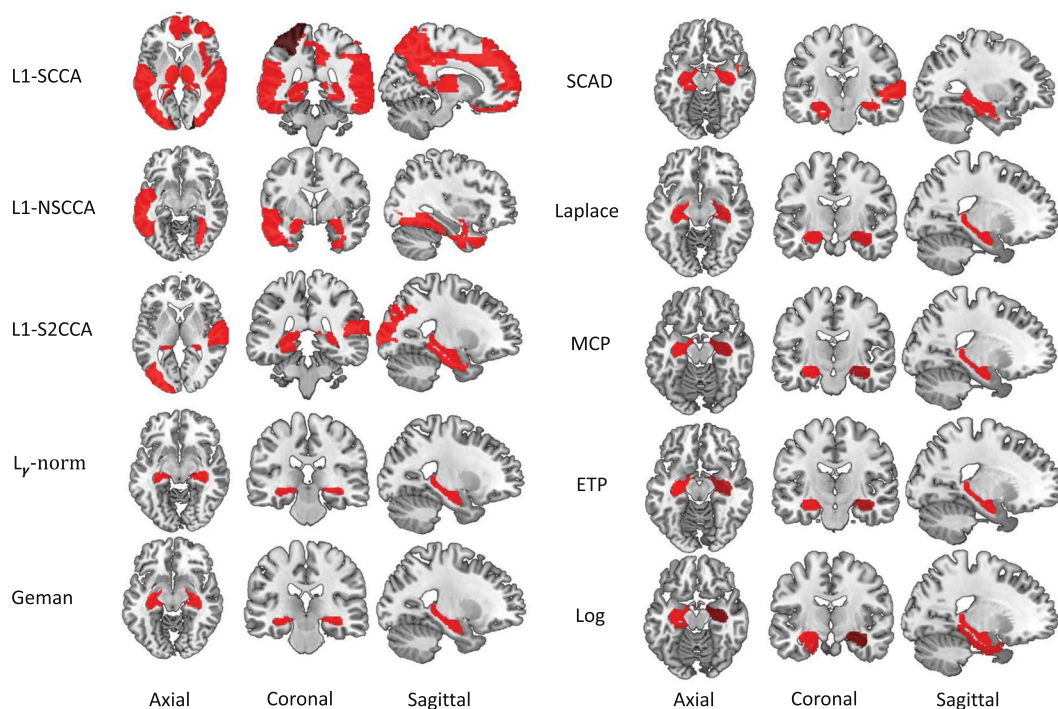 L1-SCCA
L1-NSCCA
L1-S2CCA
Lγ-norm
Geman
Axial Coronal Sagittal
SCAD
Laplace
MCP
ETP
Log
Axial Coronal Sagittal